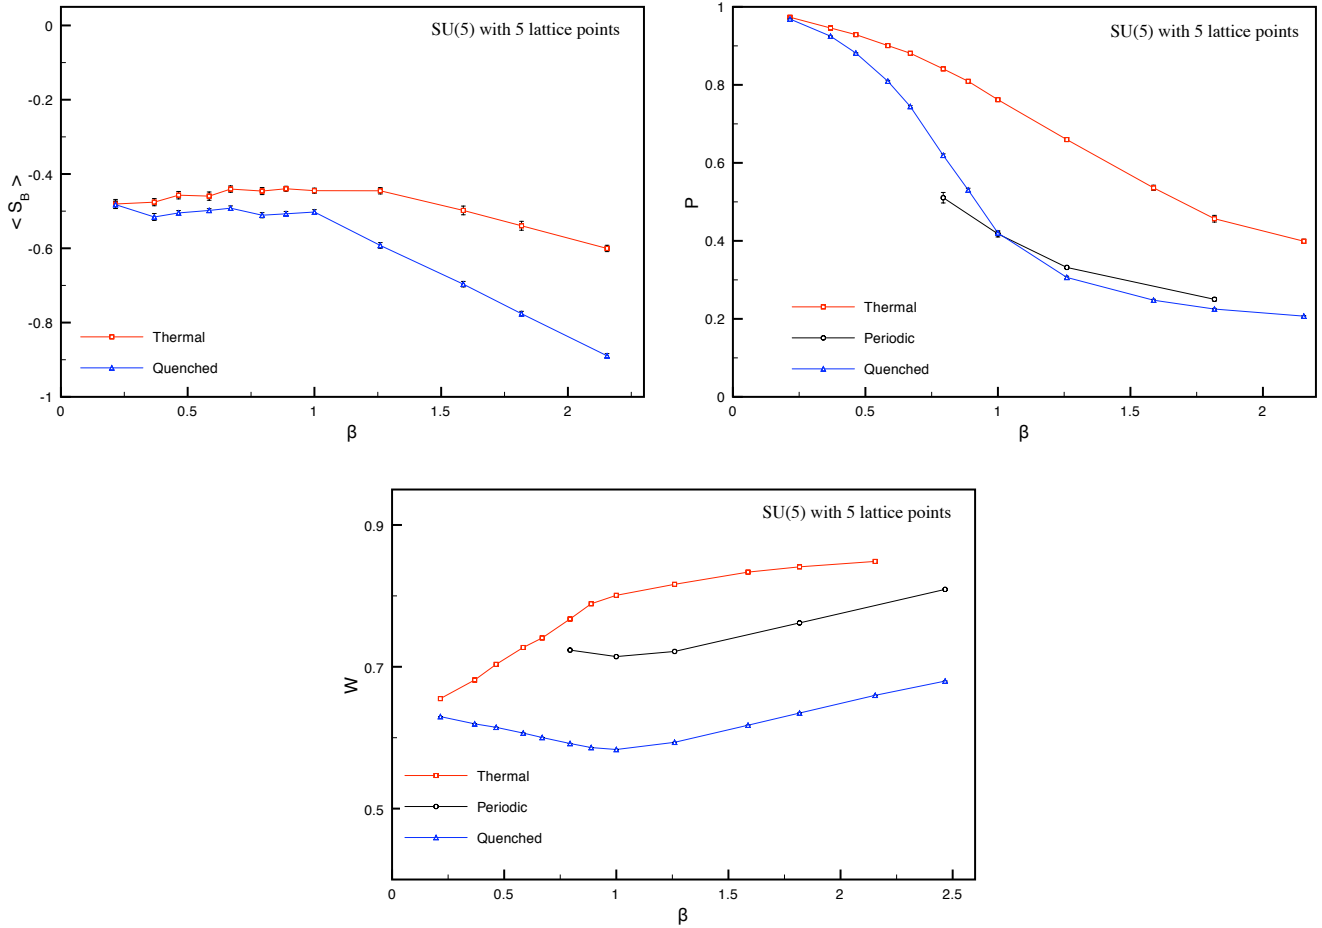 SU(5) with 5 lattice points
0
-0.2
-0.4
-0.6
-0.8
-1
< S_B >
Thermal
Quenched
0 0.5 1 1.5 2
β
SU(5) with 5 lattice points
1
0.8
0.6
0.4
0.2
0
P
Thermal
Periodic
Quenched
0 0.5 1 1.5 2
β
SU(5) with 5 lattice points
0.9
0.7
0.5
W
Thermal
Periodic
Quenched
0 0.5 1 1.5 2 2.5
β